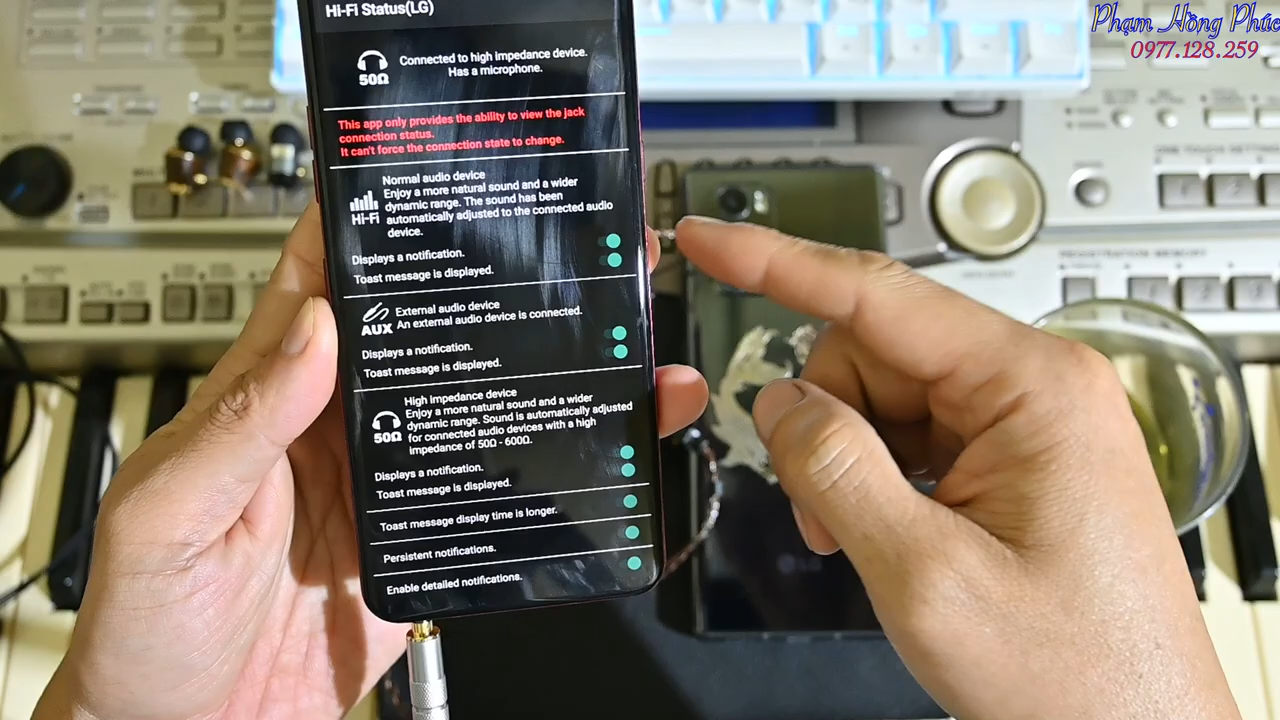 Phạm Hồng Phúc
0977.128.259
Hi-Fi Status(LG)
50Ω
Connected to high impedance device.
Has a microphone.
This app only provides the ability to view the jack
connection status.
It can't force the connection state to change.
Normal audio device
Enjoy a more natural sound and a wider
dynamic range. The sound has been
automatically adjusted to the connected audio
device.
Hi-Fi
Displays a notification.
Toast message is displayed.
External audio device
An external audio device is connected.
AUX
Displays a notification.
Toast message is displayed.
High impedance device
Enjoy a more natural sound and a wider
dynamic range. Sound is automatically adjusted
for connected audio devices with a high
impedance of 50Ω - 600Ω.
50Ω
Displays a notification.
Toast message is displayed.
Toast message display time is longer.
Persistent notifications.
Enable detailed notifications.
LG